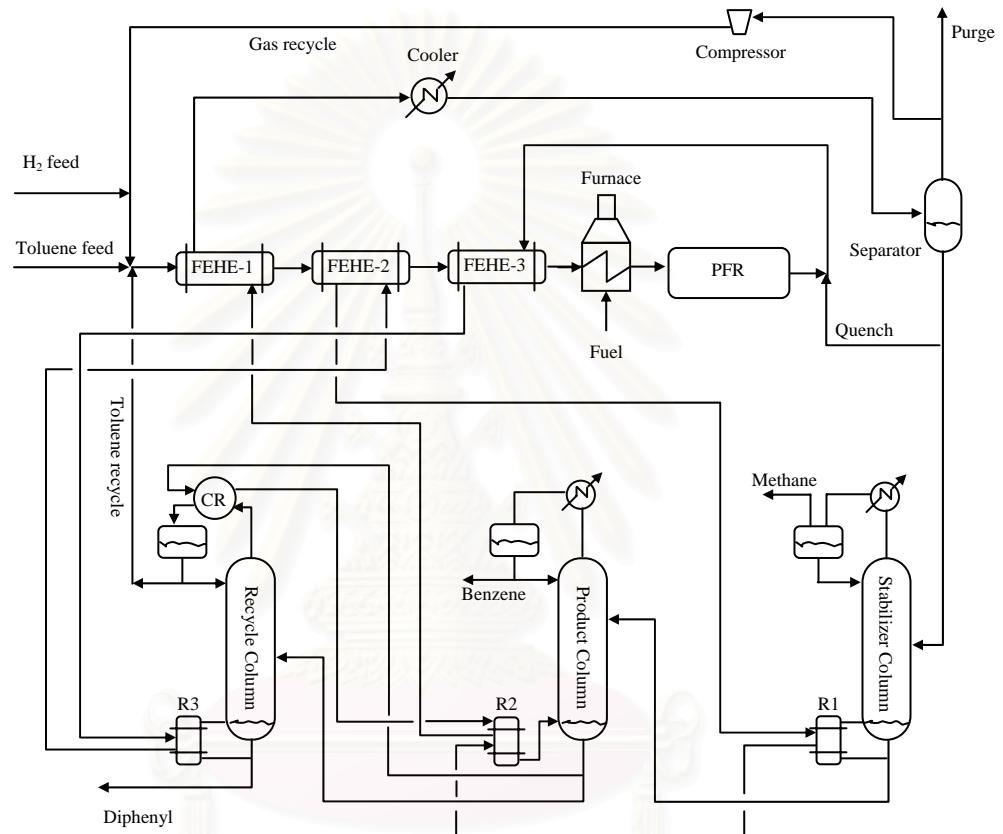 Purge
Gas recycle
Compressor
Cooler
H2 feed
Furnace
Toluene feed
FEHE-1
FEHE-2
FEHE-3
PFR
Separator
Quench
Fuel
Toluene recycle
CR
Methane
Benzene
Recycle Column
Product Column
Stabilizer Column
R3
R2
R1
Diphenyl